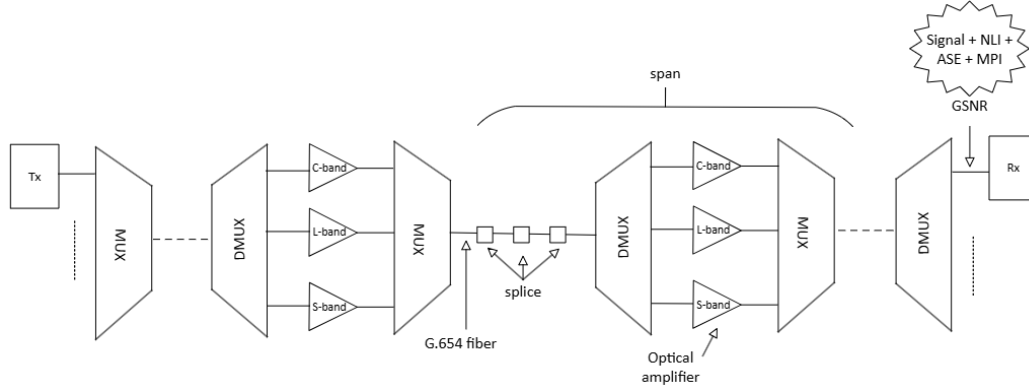 Signal + NLI +
ASE + MPI
GSNR
span
Tx
MUX
DMUX
C-band
L-band
S-band
MUX
splice
G.654 fiber
DMUX
C-band
L-band
S-band
Optical
amplifier
MUX
DMUX
Rx